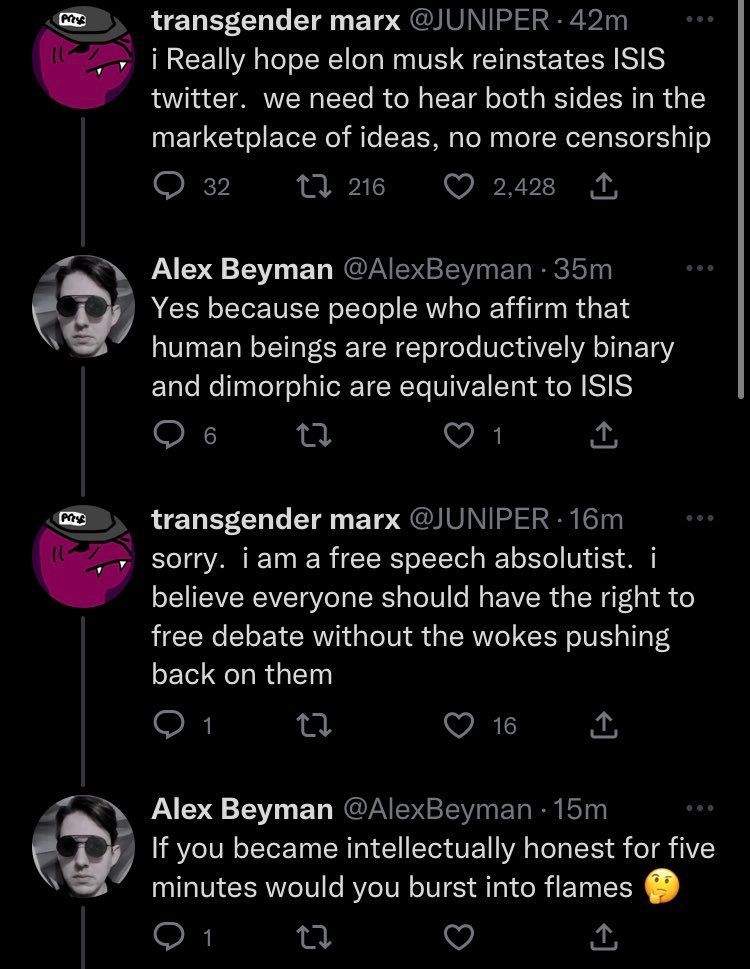 transgender marx @JUNIPER · 42m
i Really hope elon musk reinstates ISIS
twitter. we need to hear both sides in the
marketplace of ideas, no more censorship
32 216 2,428
Alex Beyman @AlexBeyman · 35m
Yes because people who affirm that
human beings are reproductively binary
and dimorphic are equivalent to ISIS
6 1
transgender marx @JUNIPER · 16m
sorry. i am a free speech absolutist. i
believe everyone should have the right to
free debate without the wokes pushing
back on them
1 16
Alex Beyman @AlexBeyman · 15m
If you became intellectually honest for five
minutes would you burst into flames 🤔
1